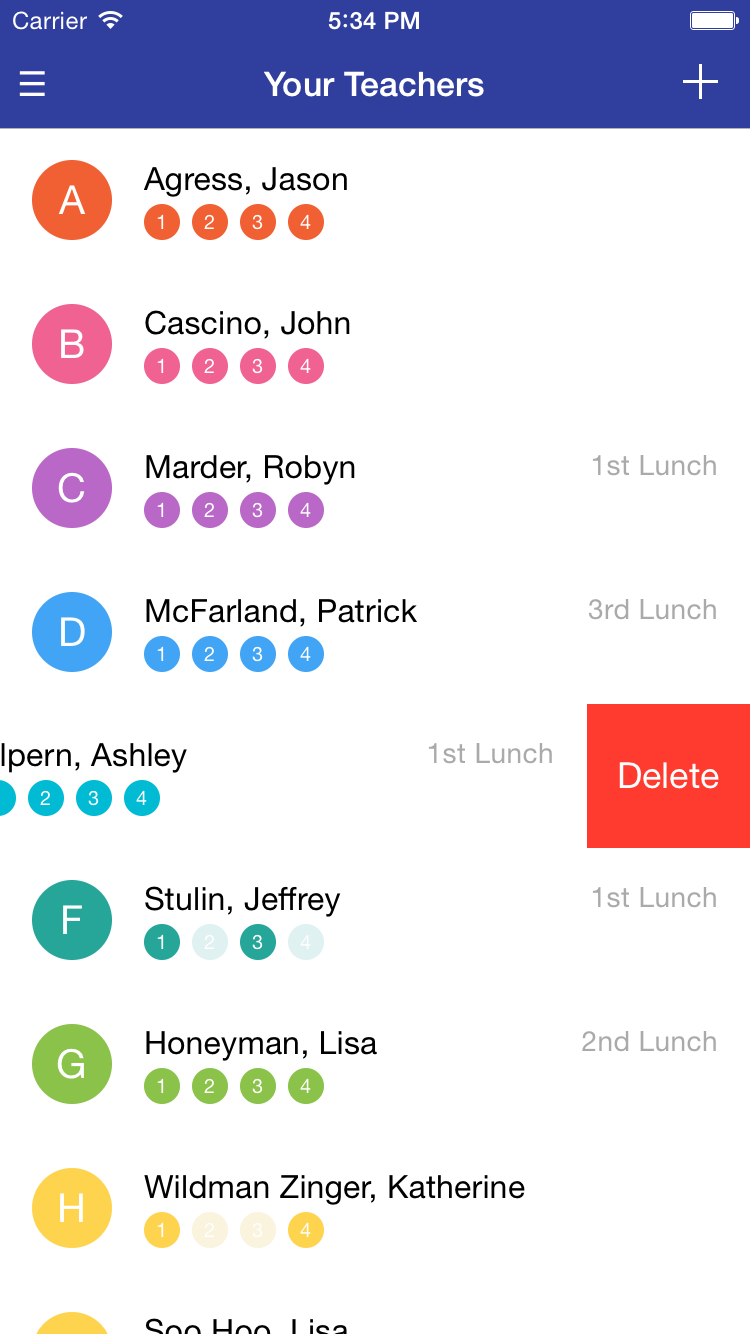 Carrier 5:34 PM
☰ Your Teachers +
A Agress, Jason
1 2 3 4
B Cascino, John
1 2 3 4
C Marder, Robyn 1st Lunch
1 2 3 4
D McFarland, Patrick 3rd Lunch
1 2 3 4
lpern, Ashley 1st Lunch Delete
2 3 4
F Stulin, Jeffrey 1st Lunch
1 2 3 4
G Honeyman, Lisa 2nd Lunch
1 2 3 4
H Wildman Zinger, Katherine
1 2 3 4
Soo Hoo, Lisa